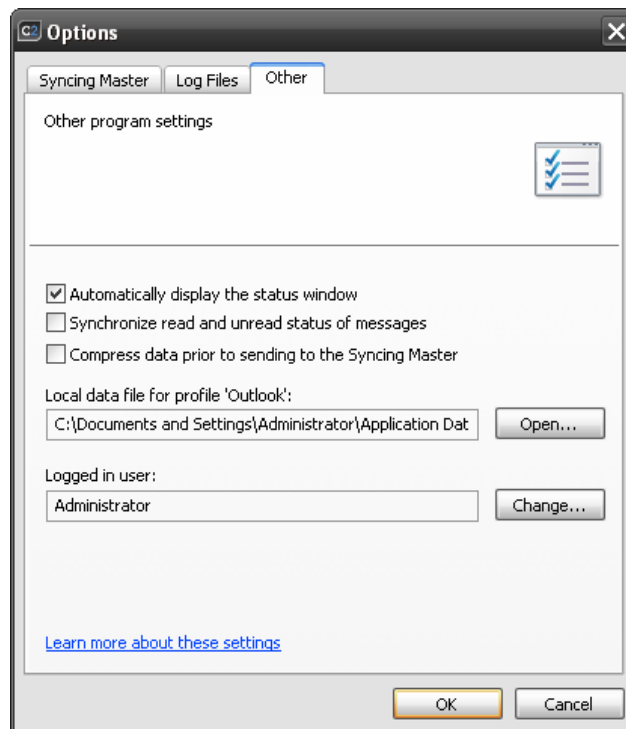 C2 Options
Syncing Master Log Files Other
Other program settings
Automatically display the status window
Synchronize read and unread status of messages
Compress data prior to sending to the Syncing Master
Local data file for profile 'Outlook':
C:\Documents and Settings\Administrator\Application Dat Open...
Logged in user:
Administrator Change...
Learn more about these settings
OK Cancel